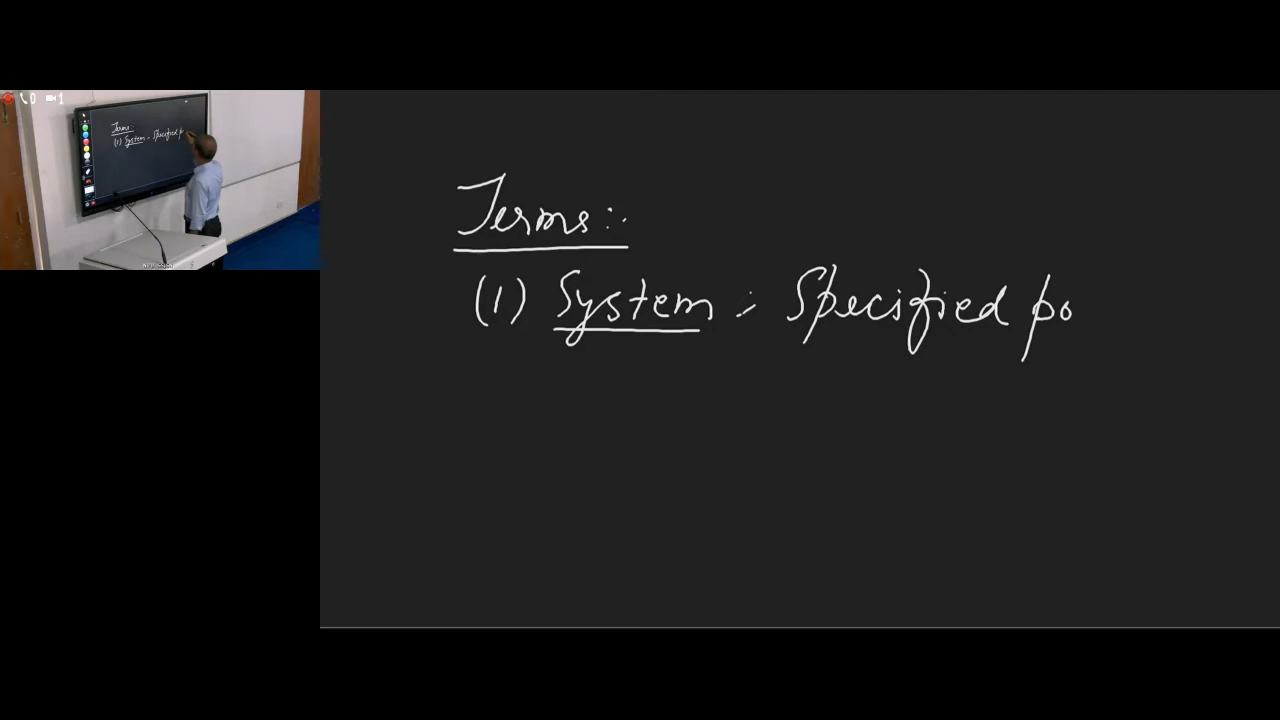 Terms:
(1) System : Specified po